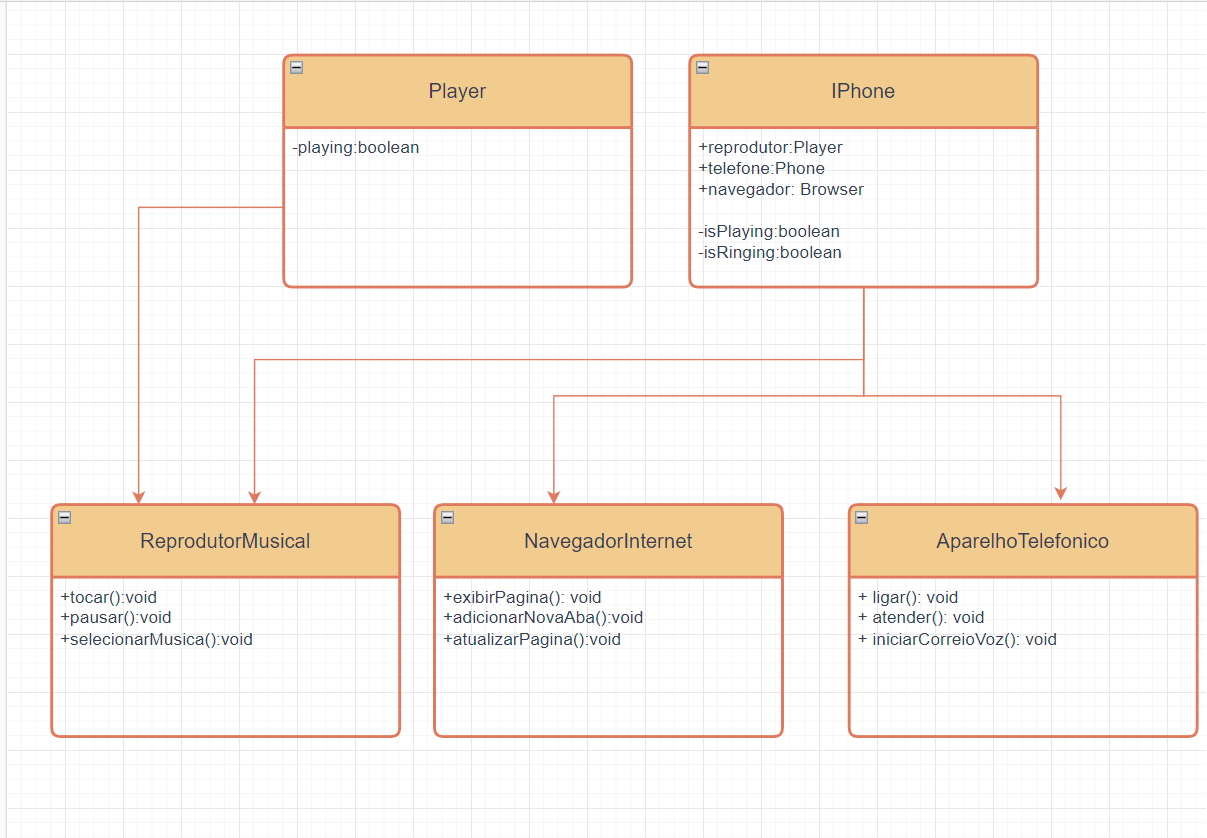 Player
-playing:boolean
IPhone
+reprodutor:Player
+telefone:Phone
+navegador: Browser
-isPlaying:boolean
-isRinging:boolean
ReprodutorMusical
+tocar():void
+pausar():void
+selecionarMusica():void
NavegadorInternet
+exibirPagina(): void
+adicionarNovaAba():void
+atualizarPagina():void
AparelhoTelefonico
+ ligar(): void
+ atender(): void
+ iniciarCorreioVoz(): void